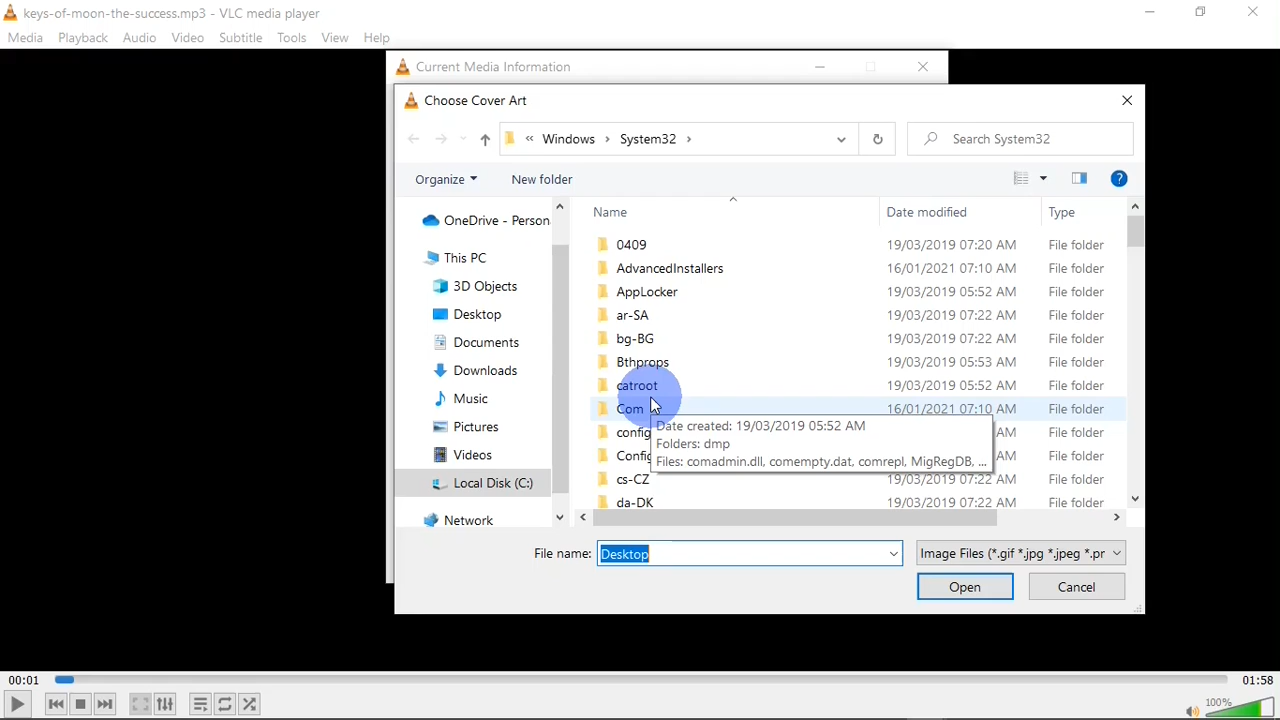 keys-of-moon-the-success.mp3 - VLC media player
Media Playback Audio Video Subtitle Tools View Help
Current Media Information
Choose Cover Art
« Windows › System32 ›
Search System32
Organize New folder
OneDrive - Person
This PC
3D Objects
Desktop
Documents
Downloads
Music
Pictures
Videos
Local Disk (C:)
Network
Name Date modified Type
0409 19/03/2019 07:20 AM File folder
AdvancedInstallers 16/01/2021 07:10 AM File folder
AppLocker 19/03/2019 05:52 AM File folder
ar-SA 19/03/2019 07:22 AM File folder
bg-BG 19/03/2019 07:22 AM File folder
Bthprops 19/03/2019 05:53 AM File folder
catroot 19/03/2019 05:52 AM File folder
Com 16/01/2021 07:10 AM File folder
config AM File folder
Config AM File folder
cs-CZ 19/03/2019 07:22 AM File folder
da-DK 19/03/2019 07:22 AM File folder
Date created: 19/03/2019 05:52 AM
Folders: dmp
Files: comadmin.dll, comempty.dat, comrepl, MigRegDB, ...
File name: Desktop
Image Files (*.gif *.jpg *.jpeg *.pr
Open Cancel
00:01 01:58
100%